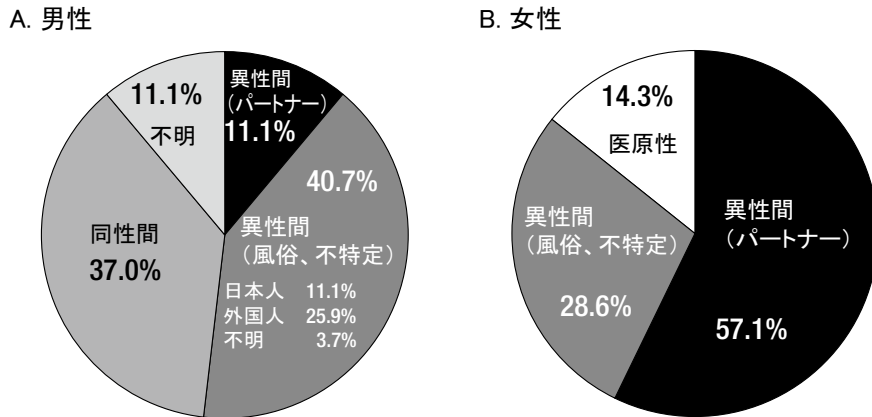 A. 男性
異性間
（パートナー）
11.1%
40.7%
異性間
（風俗、不特定）
日本人 11.1%
外国人 25.9%
不明 3.7%
同性間
37.0%
11.1%
不明
B. 女性
異性間
（パートナー）
57.1%
異性間
（風俗、不特定）
28.6%
14.3%
医原性